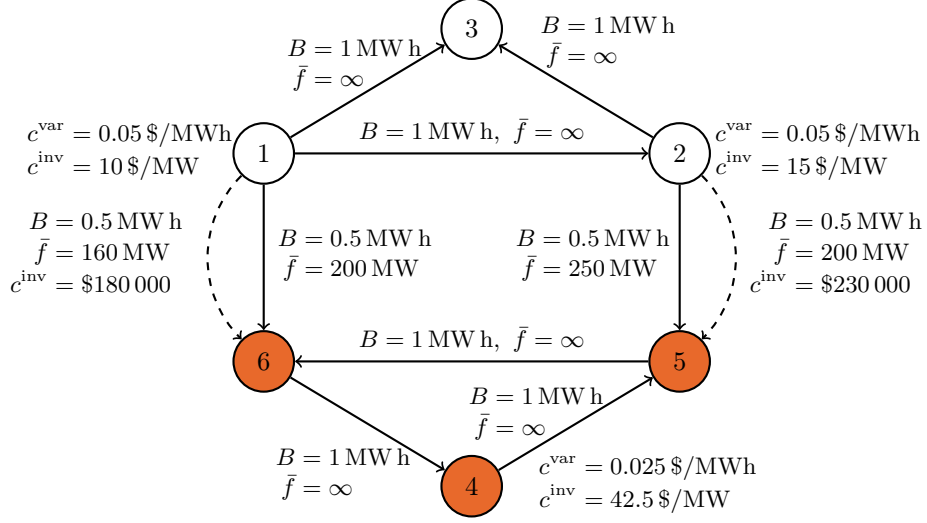 3
B = 1 MW h
f̄ = ∞
B = 1 MW h
f̄ = ∞
c^var = 0.05 $/MWh
c^inv = 10 $/MW
1
B = 1 MW h, f̄ = ∞
2
c^var = 0.05 $/MWh
c^inv = 15 $/MW
B = 0.5 MW h
f̄ = 160 MW
c^inv = $180 000
B = 0.5 MW h
f̄ = 200 MW
B = 0.5 MW h
f̄ = 250 MW
B = 0.5 MW h
f̄ = 200 MW
c^inv = $230 000
6
B = 1 MW h, f̄ = ∞
5
B = 1 MW h
f̄ = ∞
B = 1 MW h
f̄ = ∞
4
c^var = 0.025 $/MWh
c^inv = 42.5 $/MW